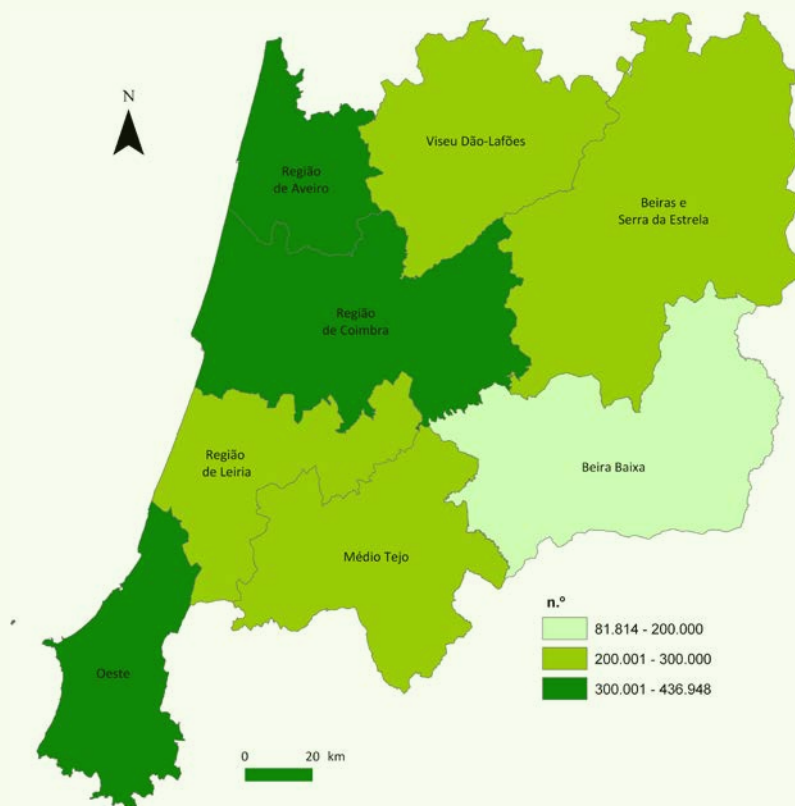 N
Viseu Dão-Lafões
Região
de Aveiro
Beiras e
Serra da Estrela
Região
de Coimbra
Região
de Leiria
Beira Baixa
Médio Tejo
Oeste
n.º
81.814 - 200.000
200.001 - 300.000
300.001 - 436.948
0 20 km